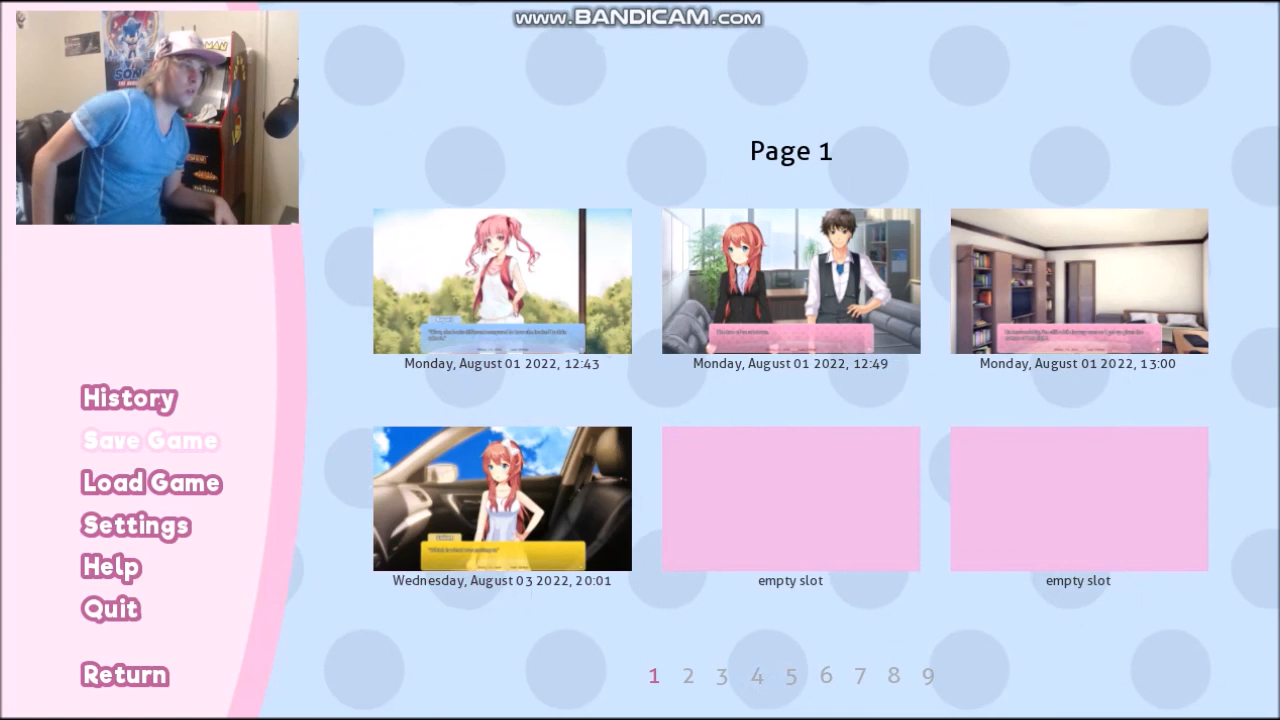 www.BANDICAM.com
SONIC
MAN
Page 1
Monday, August 01 2022, 12:43
Monday, August 01 2022, 12:49
Monday, August 01 2022, 13:00
Wednesday, August 03 2022, 20:01
empty slot
empty slot
History
Save Game
Load Game
Settings
Help
Quit
Return
1 2 3 4 5 6 7 8 9